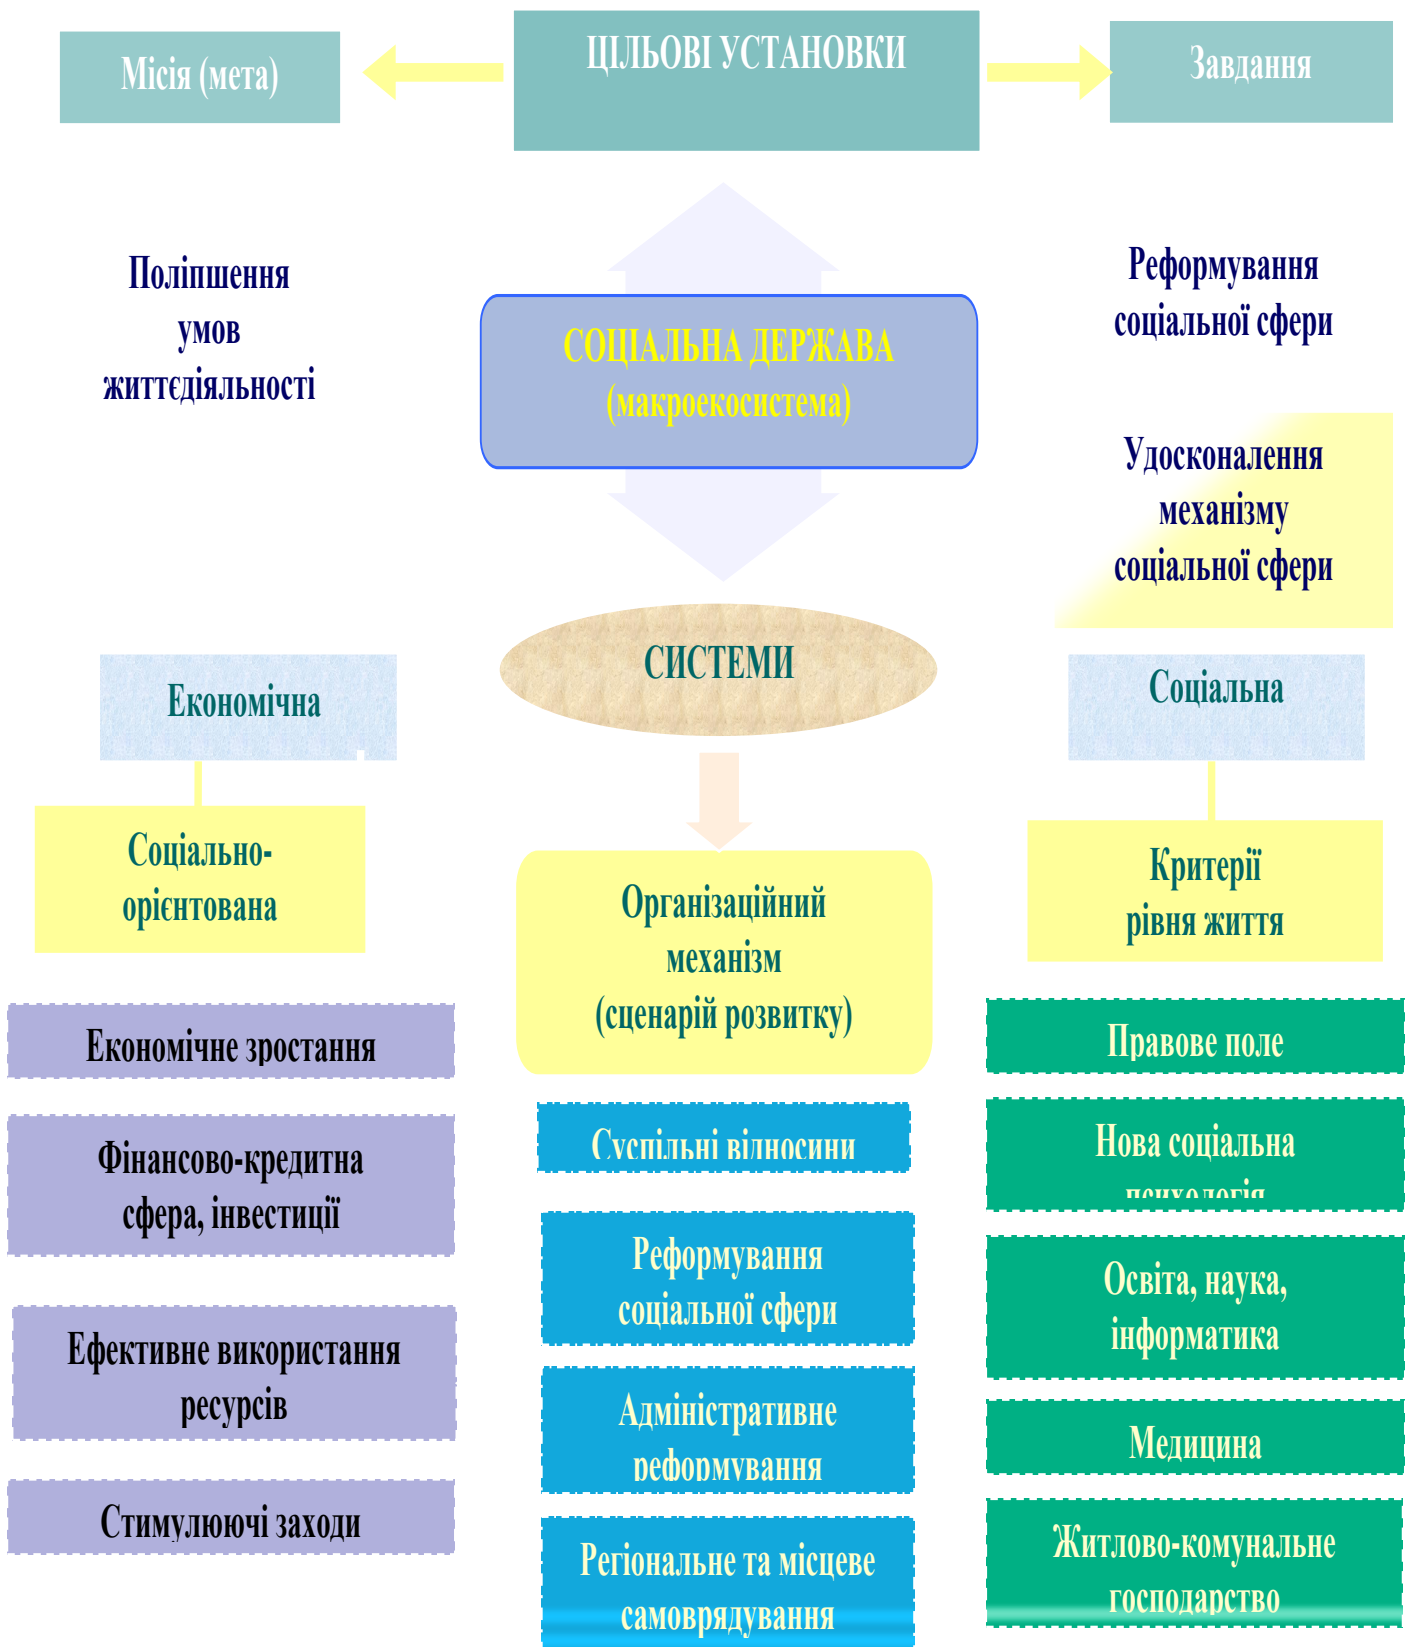 Місія (мета)
ЦІЛЬОВІ УСТАНОВКИ
Завдання
Поліпшення
умов
життєдіяльності
СОЦІАЛЬНА ДЕРЖАВА
(макроекосистема)
Реформування
соціальної сфери
Удосконалення
механізму
соціальної сфери
СИСТЕМИ
Економічна
Соціально-
орієнтована
Економічне зростання
Фінансово-кредитна
сфера, інвестиції
Ефективне використання
ресурсів
Стимулюючі заходи
Організаційний
механізм
(сценарій розвитку)
Суспільні відносини
Реформування
соціальної сфери
Адміністративне
реформування
Регіональне та місцеве
самоврядування
Соціальна
Критерії
рівня життя
Правове поле
Нова соціальна
психологія
Освіта, наука,
інформатика
Медицина
Житлово-комунальне
господарство